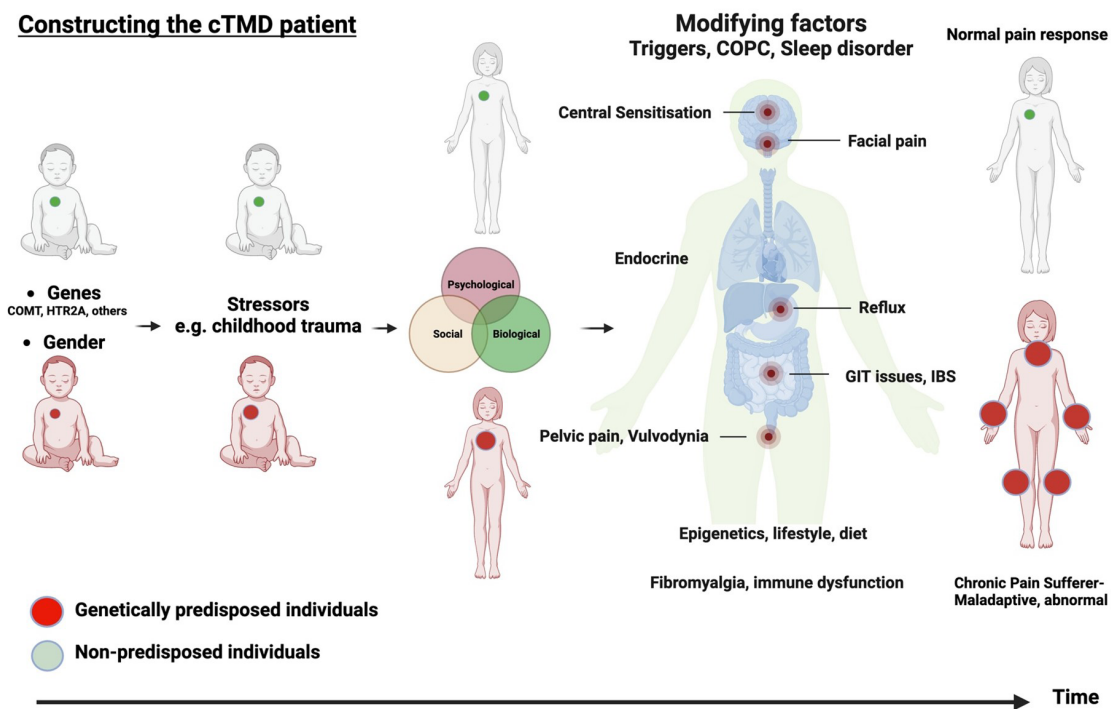 Constructing the cTMD patient
Modifying factors
Triggers, COPC, Sleep disorder
Normal pain response
Central Sensitisation
Facial pain
• Genes
COMT, HTR2A, others
• Gender
Stressors
e.g. childhood trauma
Psychological
Social
Biological
Endocrine
Reflux
GIT issues, IBS
Pelvic pain, Vulvodynia
Epigenetics, lifestyle, diet
Fibromyalgia, immune dysfunction
Chronic Pain Sufferer-
Maladaptive, abnormal
Genetically predisposed individuals
Non-predisposed individuals
Time